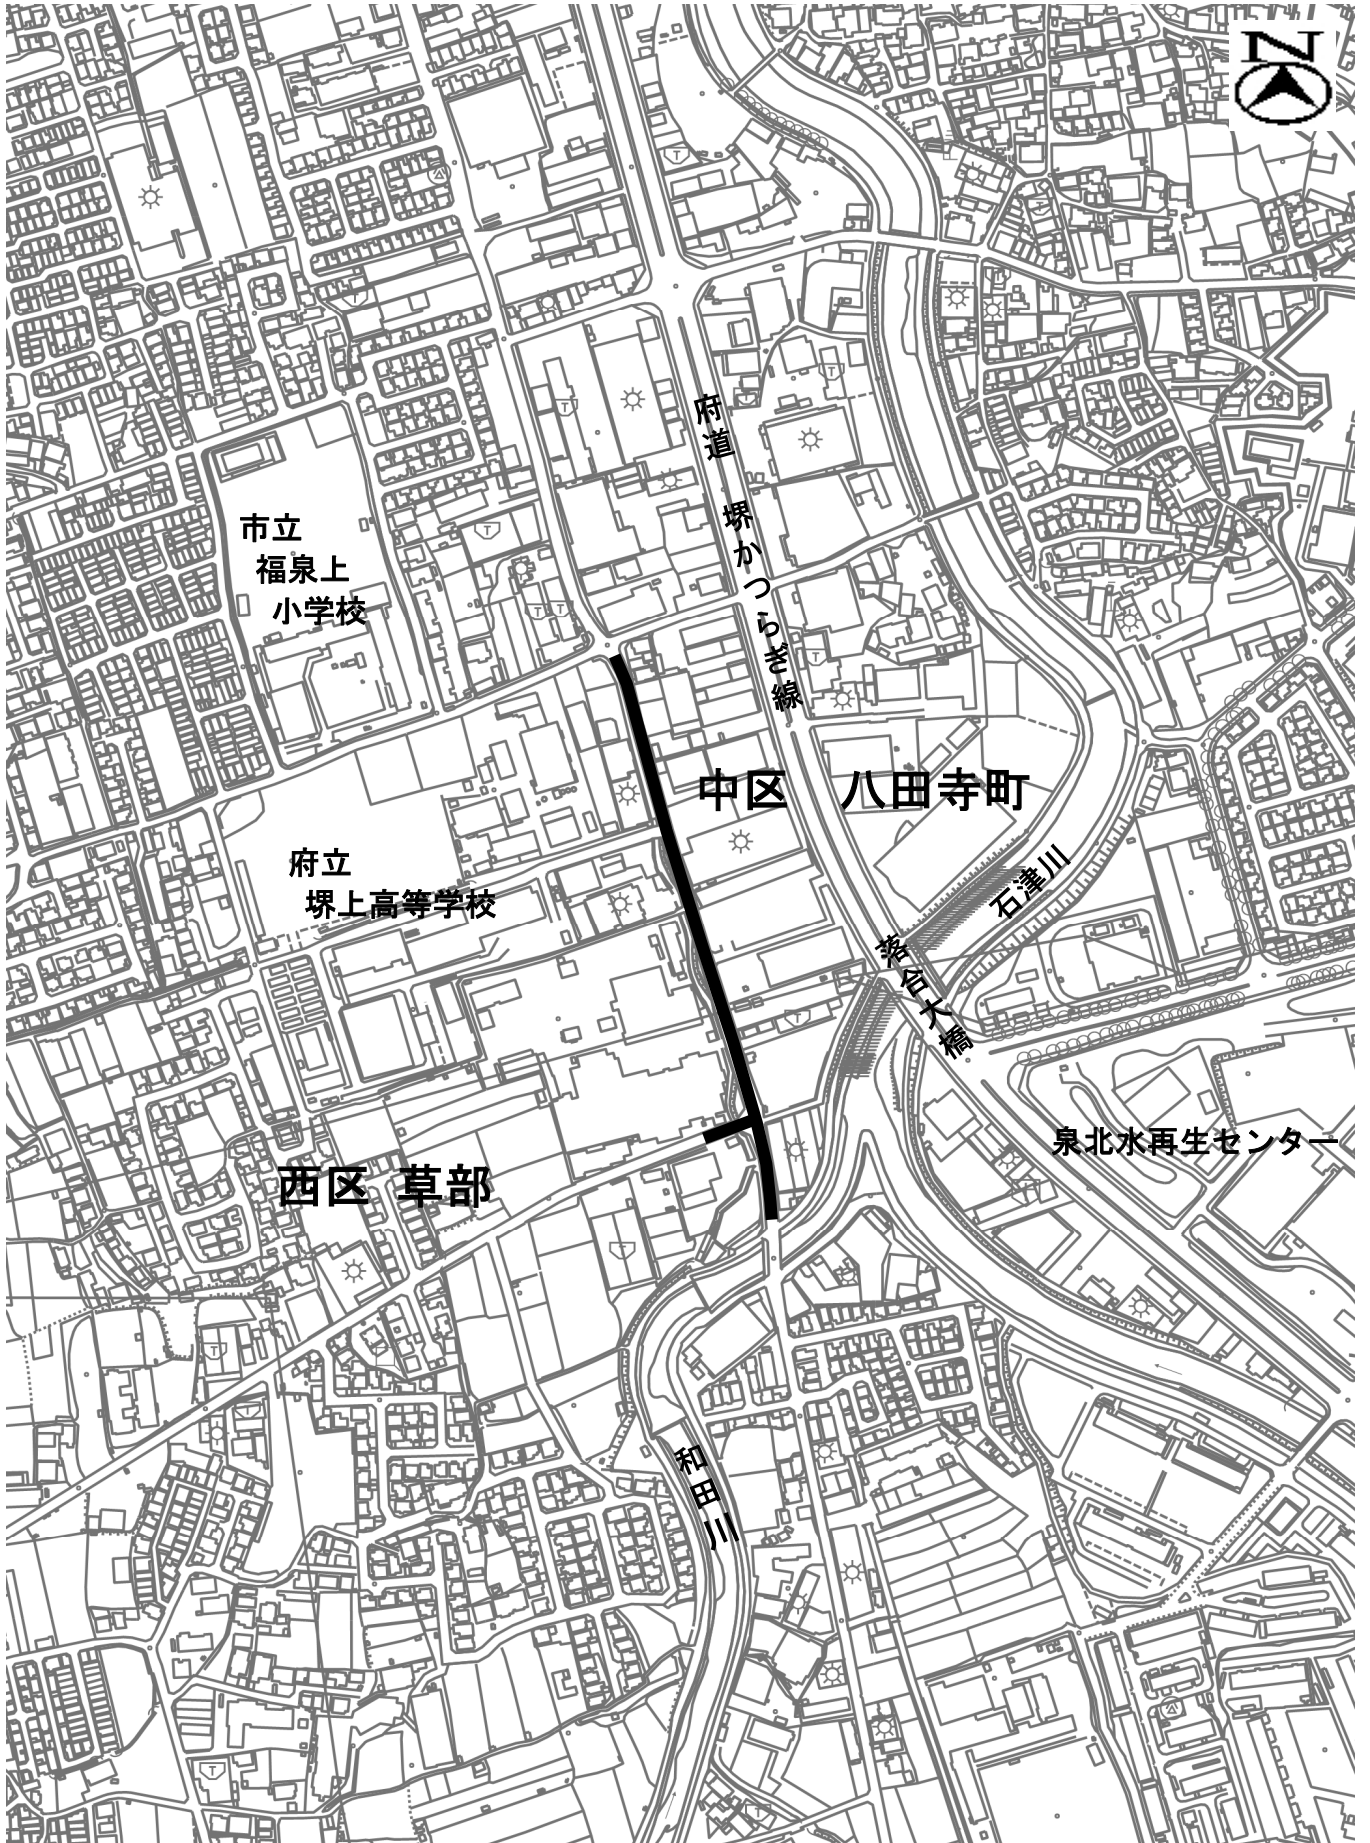 N
府道 堺かつらぎ線
市立
福泉上
小学校
中区 八田寺町
府立
堺上高等学校
石津川
落合大橋
泉北水再生センター
西区 草部
和田川